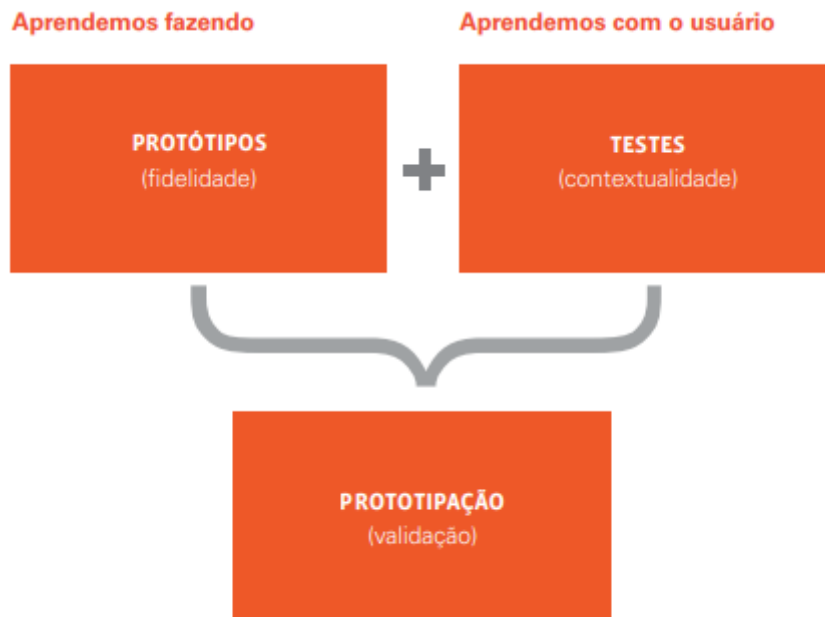 Aprendemos fazendo
Aprendemos com o usuário
PROTÓTIPOS
(fidelidade)
+
TESTES
(contextualidade)
PROTOTIPAÇÃO
(validação)